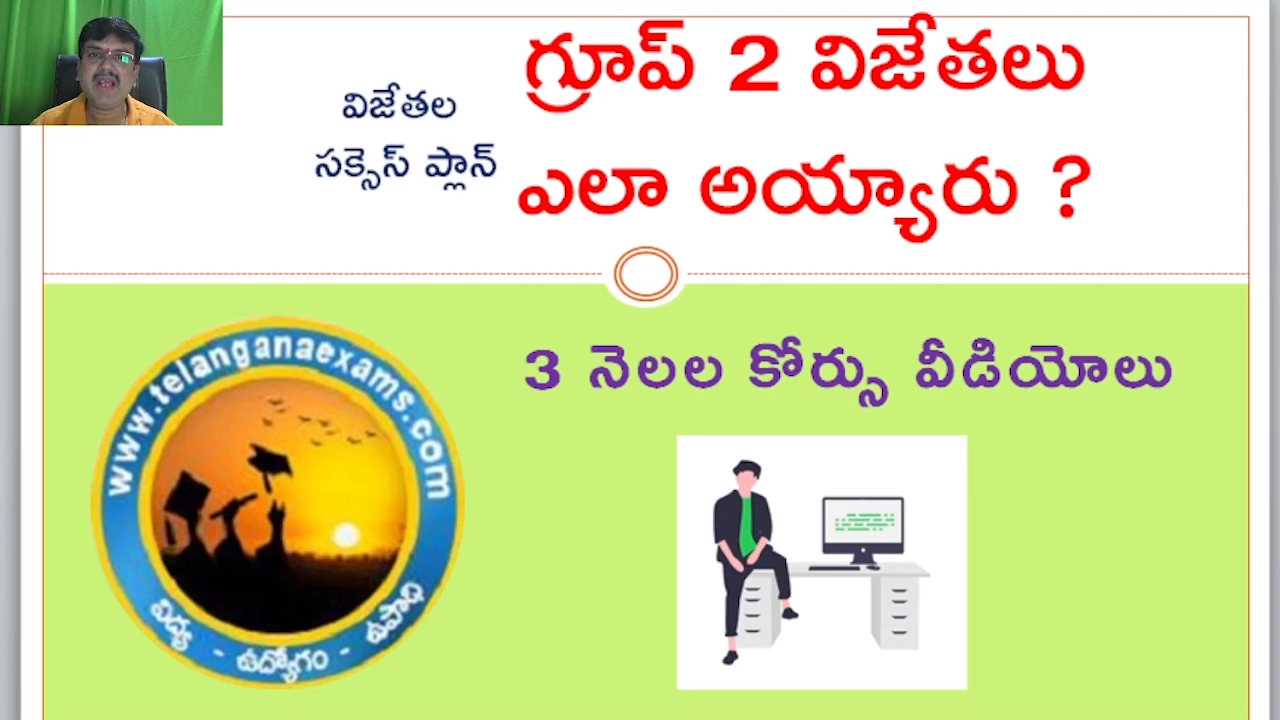 గ్రూప్ 2 విజేతలు
ఎలా అయ్యారు ?
విజేతల
సక్సెస్ ప్లాన్
3 నెలల కోర్సు వీడియోలు
www.telanganaexams.com
విద్య - ఉద్యోగం - ఉపాధి